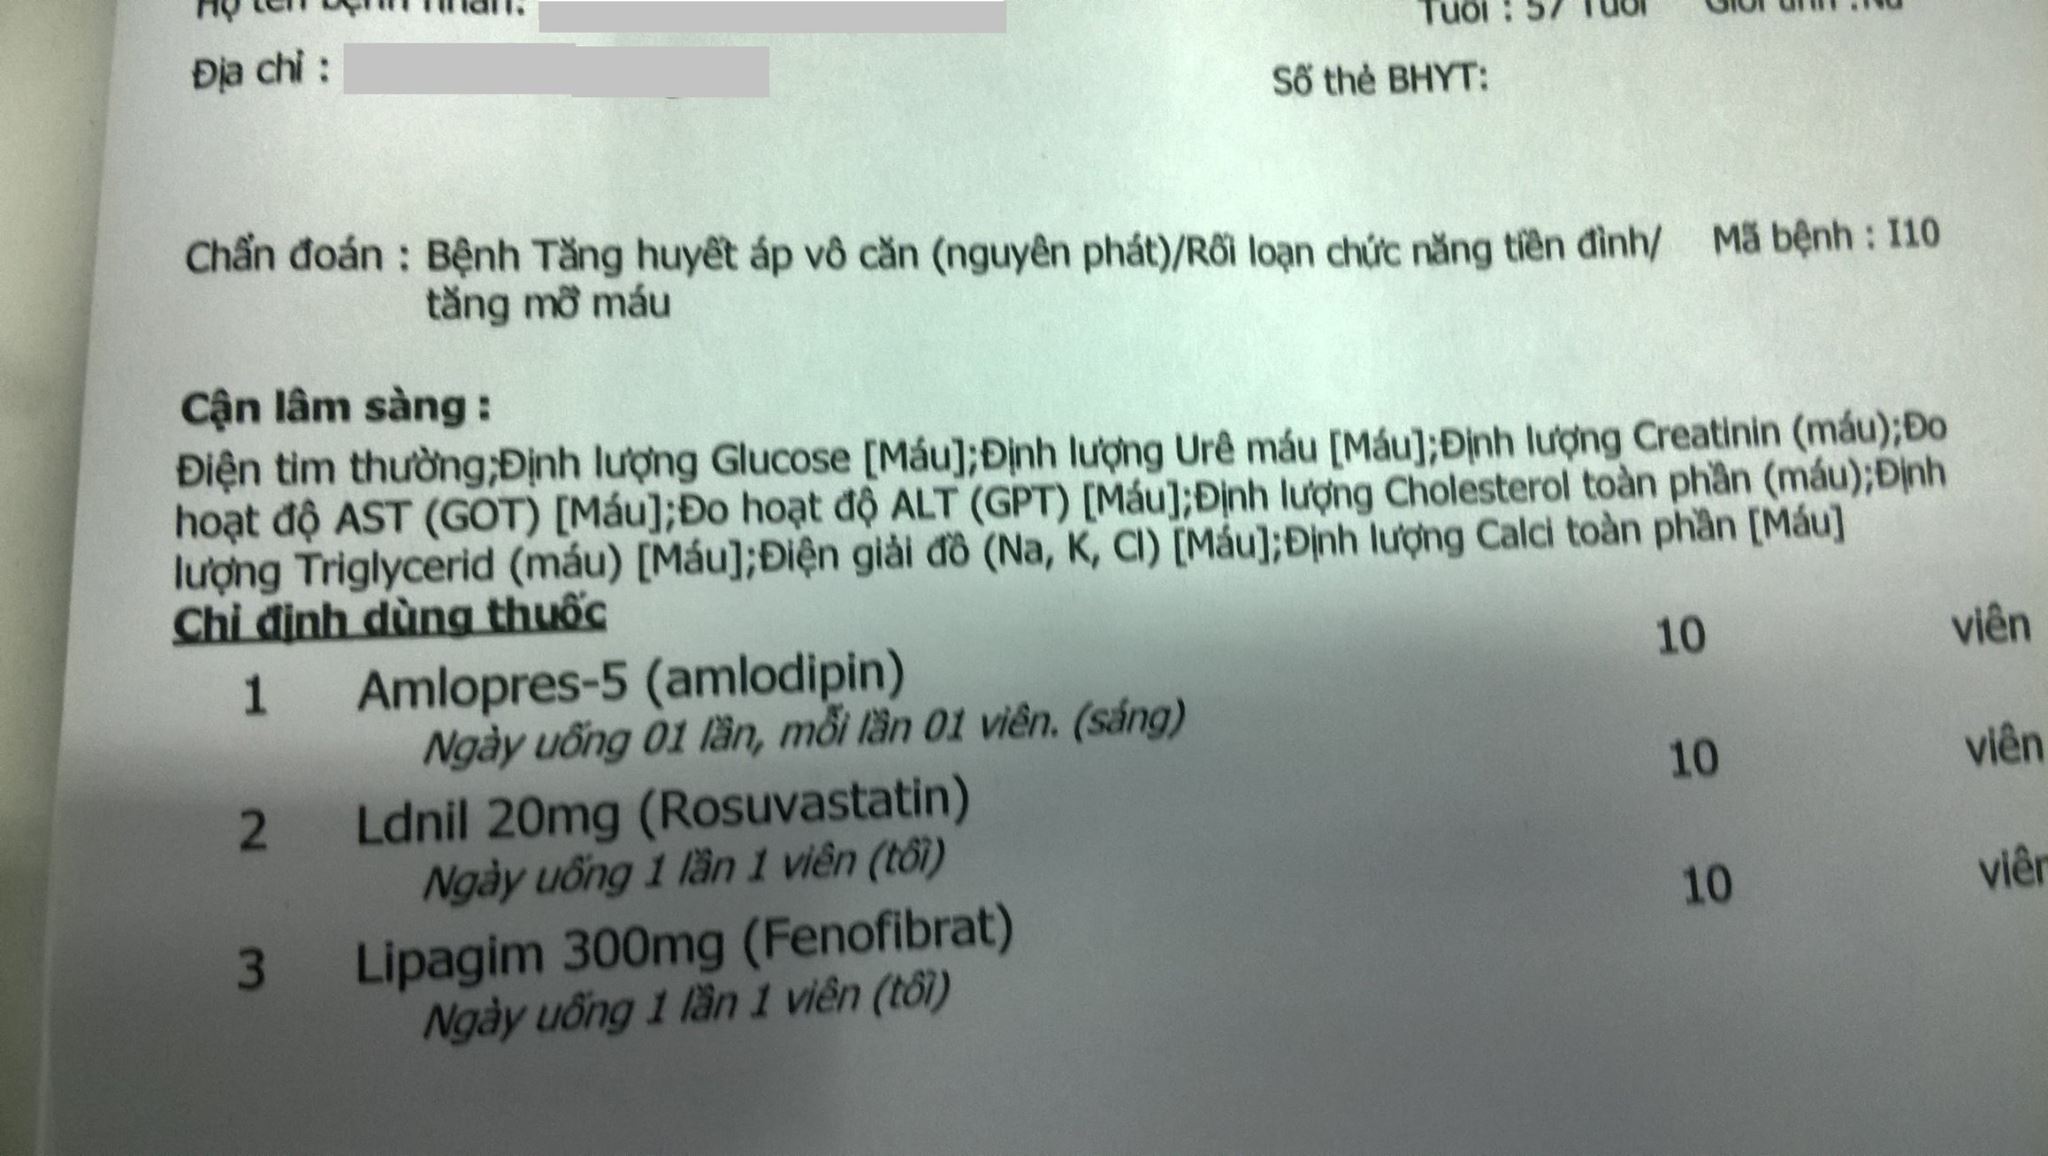 Họ tên bệnh nhân:
Tuổi : 57 Tuổi Giới tính :Nữ
Địa chỉ :
Số thẻ BHYT:
Chẩn đoán : Bệnh Tăng huyết áp vô căn (nguyên phát)/Rối loạn chức năng tiền đình/ Mã bệnh : I10
tăng mỡ máu
Cận lâm sàng :
Điện tim thường;Định lượng Glucose [Máu];Định lượng Urê máu [Máu];Định lượng Creatinin (máu);Đo
hoạt độ AST (GOT) [Máu];Đo hoạt độ ALT (GPT) [Máu];Định lượng Cholesterol toàn phần (máu);Định
lượng Triglycerid (máu) [Máu];Điện giải đồ (Na, K, Cl) [Máu];Định lượng Calci toàn phần [Máu]
Chỉ định dùng thuốc
1 Amlopres-5 (amlodipin) 10 viên
Ngày uống 01 lần, mỗi lần 01 viên. (sáng)
2 Ldnil 20mg (Rosuvastatin) 10 viên
Ngày uống 1 lần 1 viên (tối)
3 Lipagim 300mg (Fenofibrat) 10 viên
Ngày uống 1 lần 1 viên (tối)